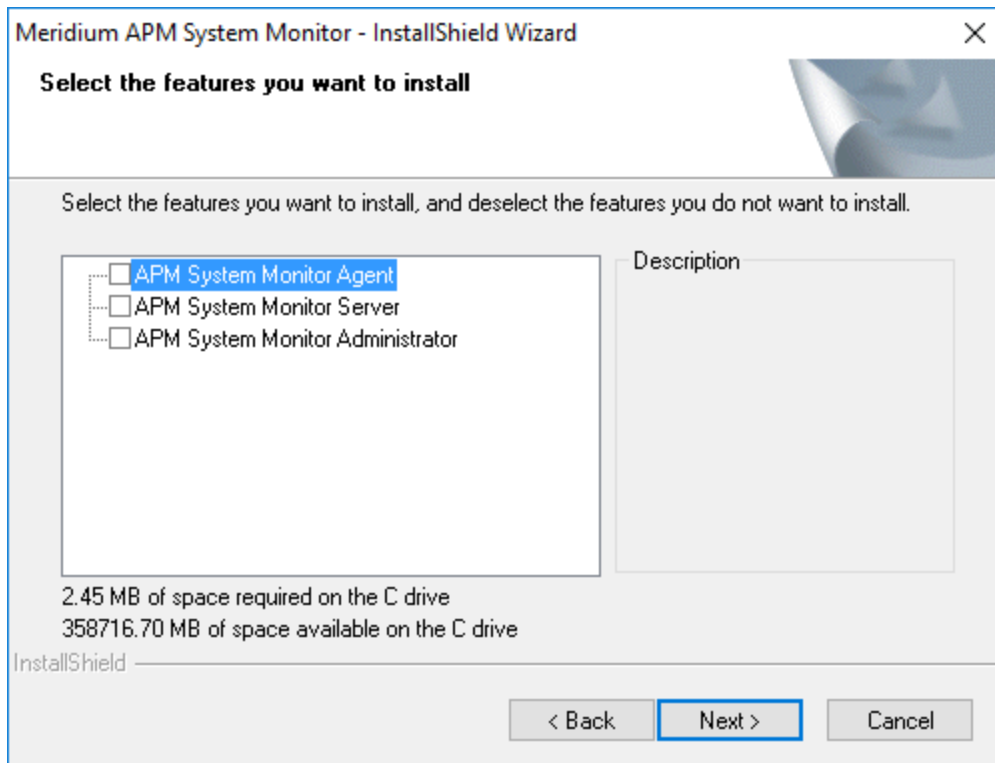 Meridium APM System Monitor - InstallShield Wizard
Select the features you want to install
Select the features you want to install, and deselect the features you do not want to install.
APM System Monitor Agent
APM System Monitor Server
APM System Monitor Administrator
Description
2.45 MB of space required on the C drive
358716.70 MB of space available on the C drive
InstallShield
< Back
Next >
Cancel